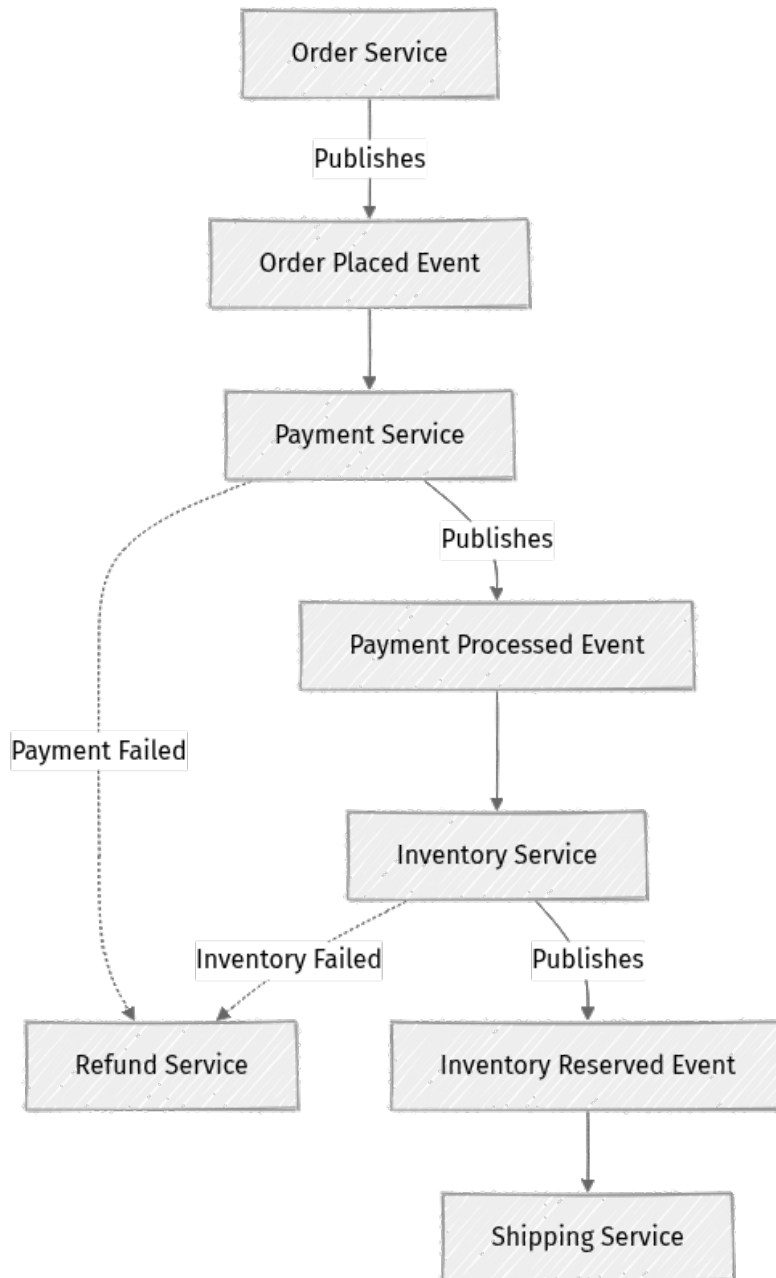 Order Service
Publishes
Order Placed Event
Payment Service
Publishes
Payment Processed Event
Payment Failed
Inventory Service
Inventory Failed
Publishes
Refund Service
Inventory Reserved Event
Shipping Service